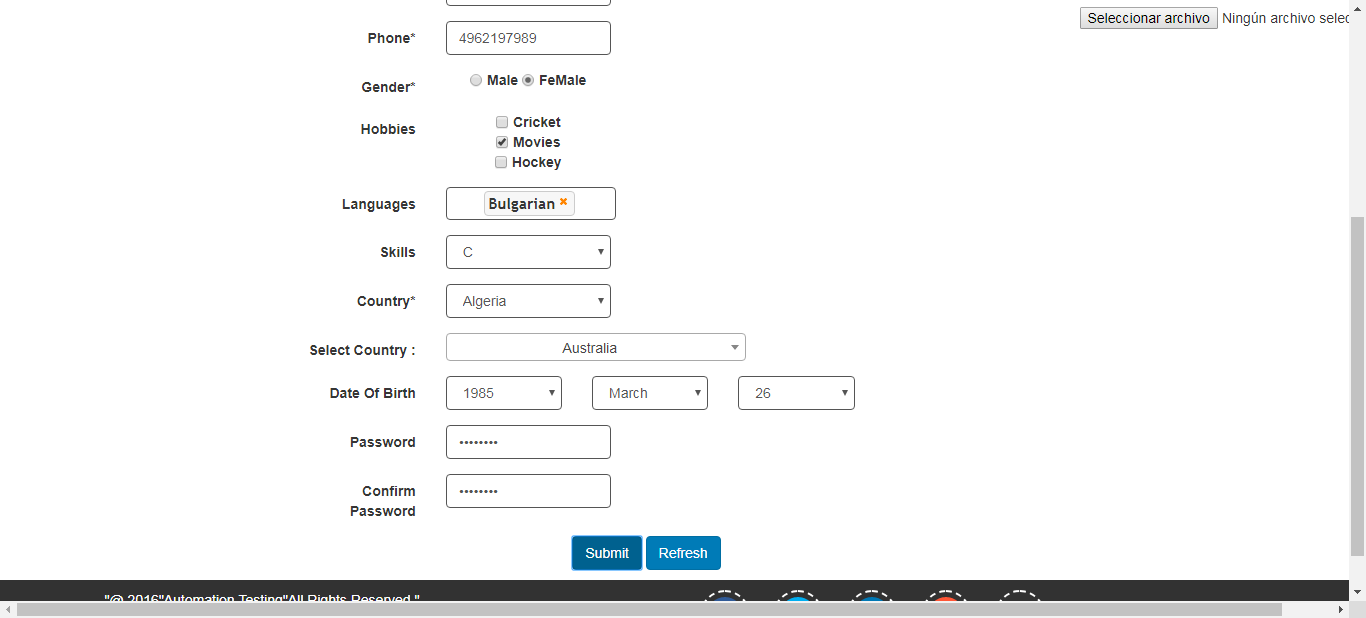 Seleccionar archivo Ningún archivo selec
Phone* 4962197989
Gender* Male FeMale
Hobbies Cricket
Movies
Hockey
Languages Bulgarian
Skills C
Country* Algeria
Select Country : Australia
Date Of Birth 1985 March 26
Password ••••••••
Confirm Password ••••••••
Submit Refresh
"@ 2016"Automation Testing"All Rights Reserved."